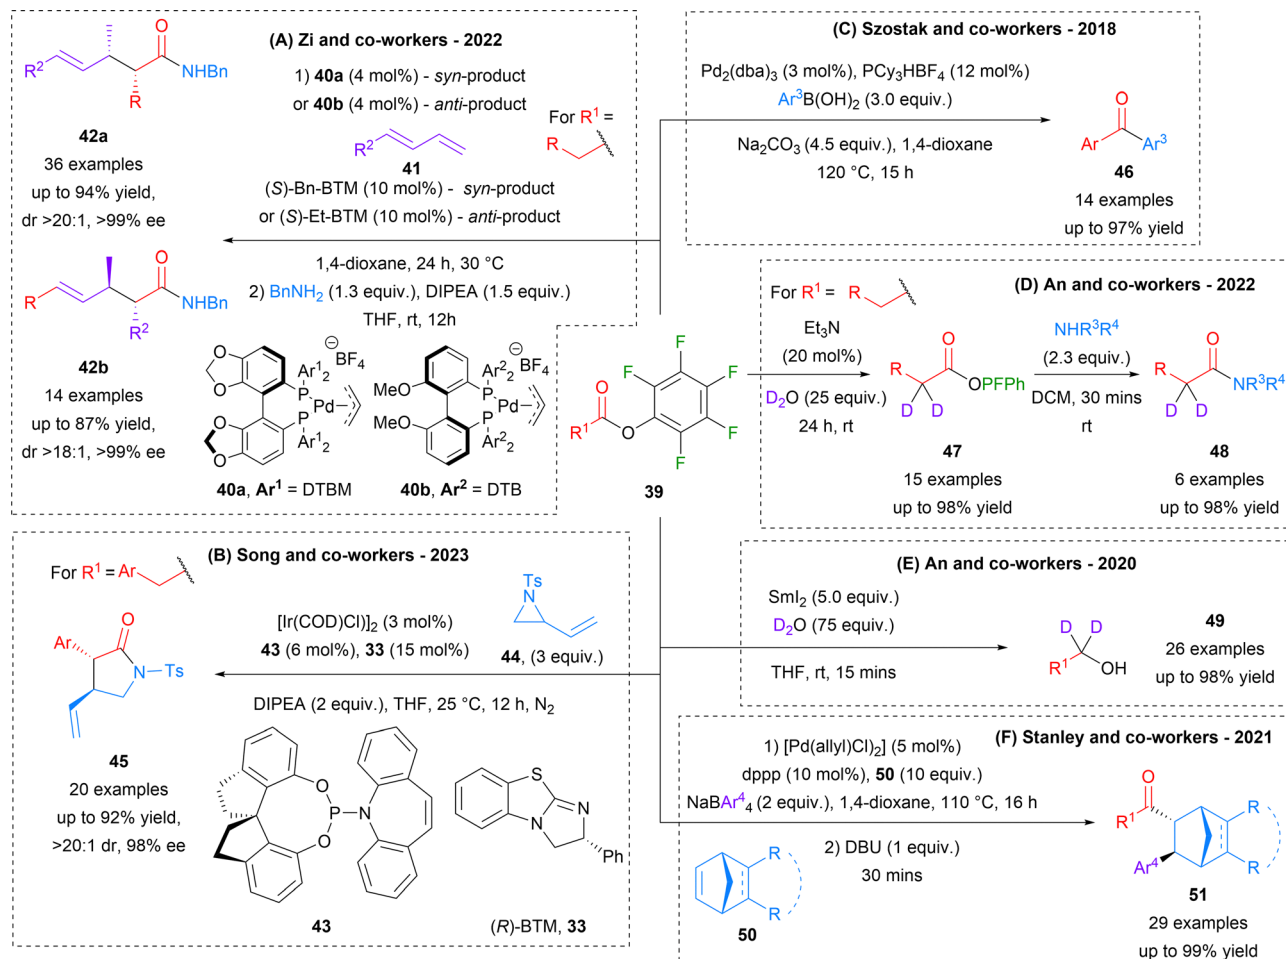 (A) Zi and co-workers - 2022
1) 40a (4 mol%) - syn-product
or 40b (4 mol%) - anti-product
For R1 =
R
R2
41
(S)-Bn-BTM (10 mol%) - syn-product
or (S)-Et-BTM (10 mol%) - anti-product
1,4-dioxane, 24 h, 30 °C
2) BnNH2 (1.3 equiv.), DIPEA (1.5 equiv.)
THF, rt, 12h
O
R2
NHBn
R
42a
36 examples
up to 94% yield,
dr >20:1, >99% ee
O
R
NHBn
R2
42b
14 examples
up to 87% yield,
dr >18:1, >99% ee
O
O
O
O
Ar12
P
Pd
P
Ar12
⊖
BF4
40a, Ar1 = DTBM
MeO
MeO
Ar22
P
Pd
P
Ar22
⊖
BF4
40b, Ar2 = DTB
(B) Song and co-workers - 2023
For R1 = Ar
[Ir(COD)Cl)]2 (3 mol%)
43 (6 mol%), 33 (15 mol%)
Ts
N
44, (3 equiv.)
DIPEA (2 equiv.), THF, 25 °C, 12 h, N2
Ar
O
N
Ts
45
20 examples
up to 92% yield,
>20:1 dr, 98% ee
O
P
N
O
43
S
N
N
Ph
(R)-BTM, 33
O
R1
O
F
F
F
F
F
39
(C) Szostak and co-workers - 2018
Pd2(dba)3 (3 mol%), PCy3HBF4 (12 mol%)
Ar3B(OH)2 (3.0 equiv.)
Na2CO3 (4.5 equiv.), 1,4-dioxane
120 °C, 15 h
O
Ar
Ar3
46
14 examples
up to 97% yield
(D) An and co-workers - 2022
For R1 = R
Et3N
(20 mol%)
D2O (25 equiv.)
24 h, rt
O
R
OPFPh
D D
47
15 examples
up to 98% yield
NHR3R4
(2.3 equiv.)
DCM, 30 mins
rt
O
R
NR3R4
D D
48
6 examples
up to 98% yield
(E) An and co-workers - 2020
SmI2 (5.0 equiv.)
D2O (75 equiv.)
THF, rt, 15 mins
D D
R1
OH
49
26 examples
up to 98% yield
(F) Stanley and co-workers - 2021
1) [Pd(allyl)Cl)2] (5 mol%)
dppp (10 mol%), 50 (10 equiv.)
NaBAr44 (2 equiv.), 1,4-dioxane, 110 °C, 16 h
2) DBU (1 equiv.)
30 mins
R
R
50
O
R1
Ar4
R
R
51
29 examples
up to 99% yield